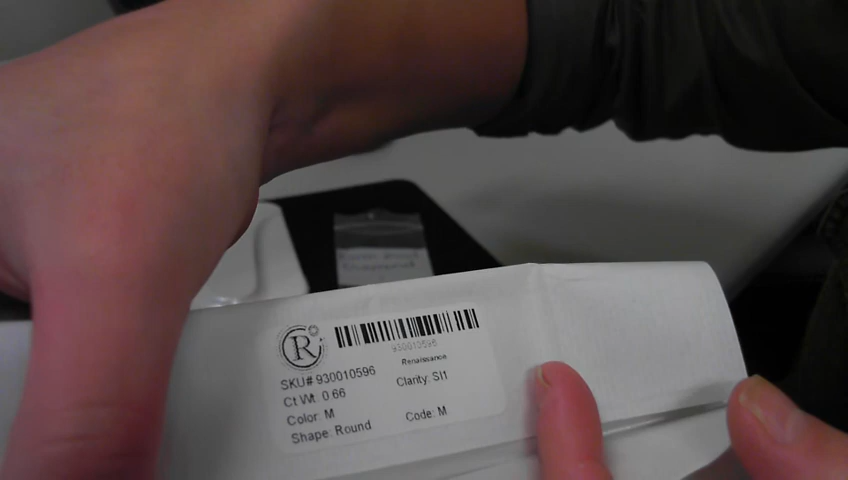 R
930010596
Renaissance
SKU# 930010596
Clarity: SI1
Ct Wt. 0.66
Color: M
Code: M
Shape: Round